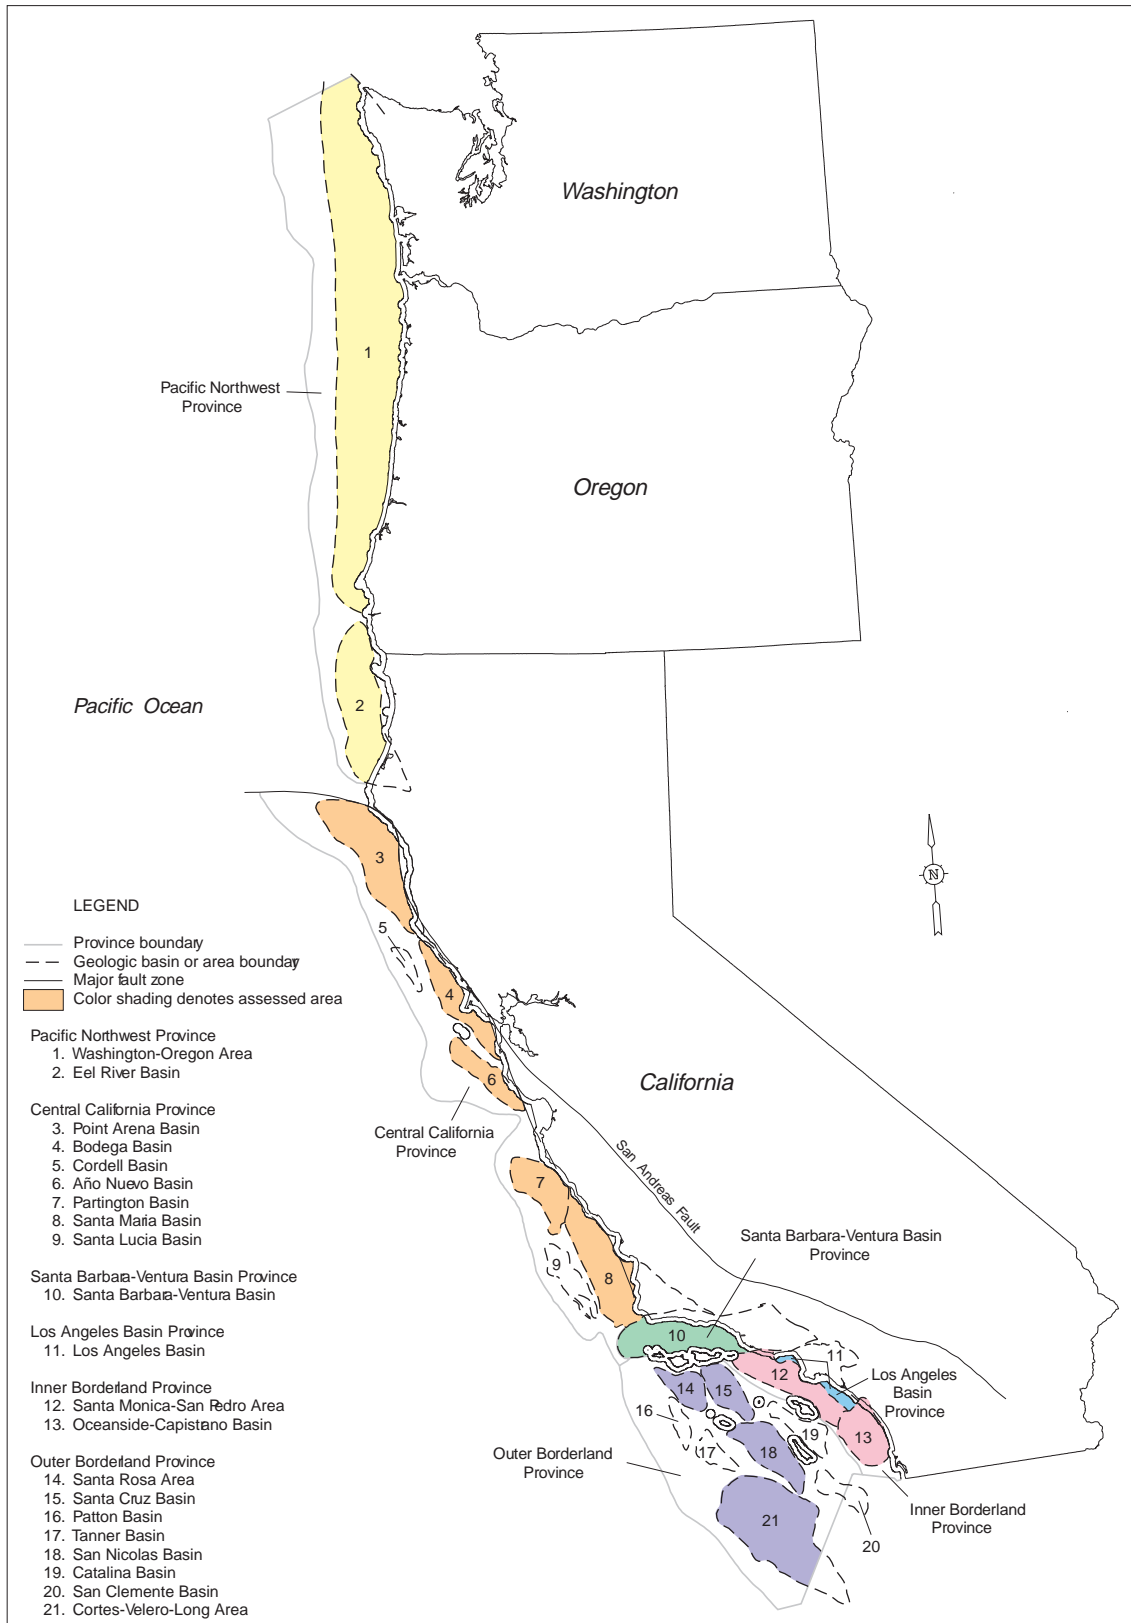 Washington
1
Pacific Northwest
Province
Oregon
Pacific Ocean
2
3
5
4
N
6
California
Central California
Province
San Andreas Fault
7
Santa Barbara-Ventura Basin
Province
9
8
10
11
12
Los Angeles
Basin
Province
14
15
16
13
19
17
18
Outer Borderland
Province
21
Inner Borderland
Province
20
LEGEND
Province boundary
Geologic basin or area boundary
Major fault zone
Color shading denotes assessed area
Pacific Northwest Province
1. Washington-Oregon Area
2. Eel River Basin
Central California Province
3. Point Arena Basin
4. Bodega Basin
5. Cordell Basin
6. Año Nuevo Basin
7. Partington Basin
8. Santa Maria Basin
9. Santa Lucia Basin
Santa Barbara-Ventura Basin Province
10. Santa Barbara-Ventura Basin
Los Angeles Basin Province
11. Los Angeles Basin
Inner Borderland Province
12. Santa Monica-San Pedro Area
13. Oceanside-Capistrano Basin
Outer Borderland Province
14. Santa Rosa Area
15. Santa Cruz Basin
16. Patton Basin
17. Tanner Basin
18. San Nicolas Basin
19. Catalina Basin
20. San Clemente Basin
21. Cortes-Velero-Long Area